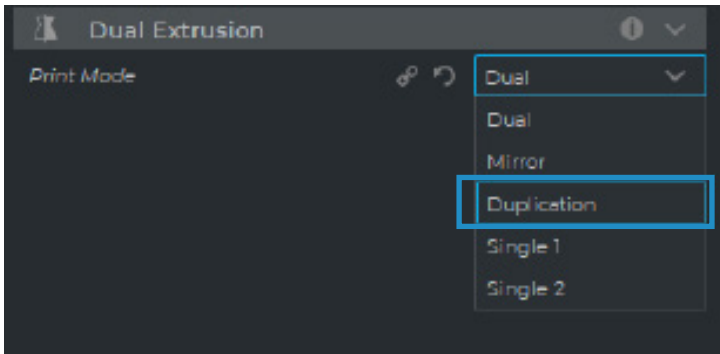 Dual Extrusion
Print Mode Dual
Dual
Mirror
Duplication
Single 1
Single 2